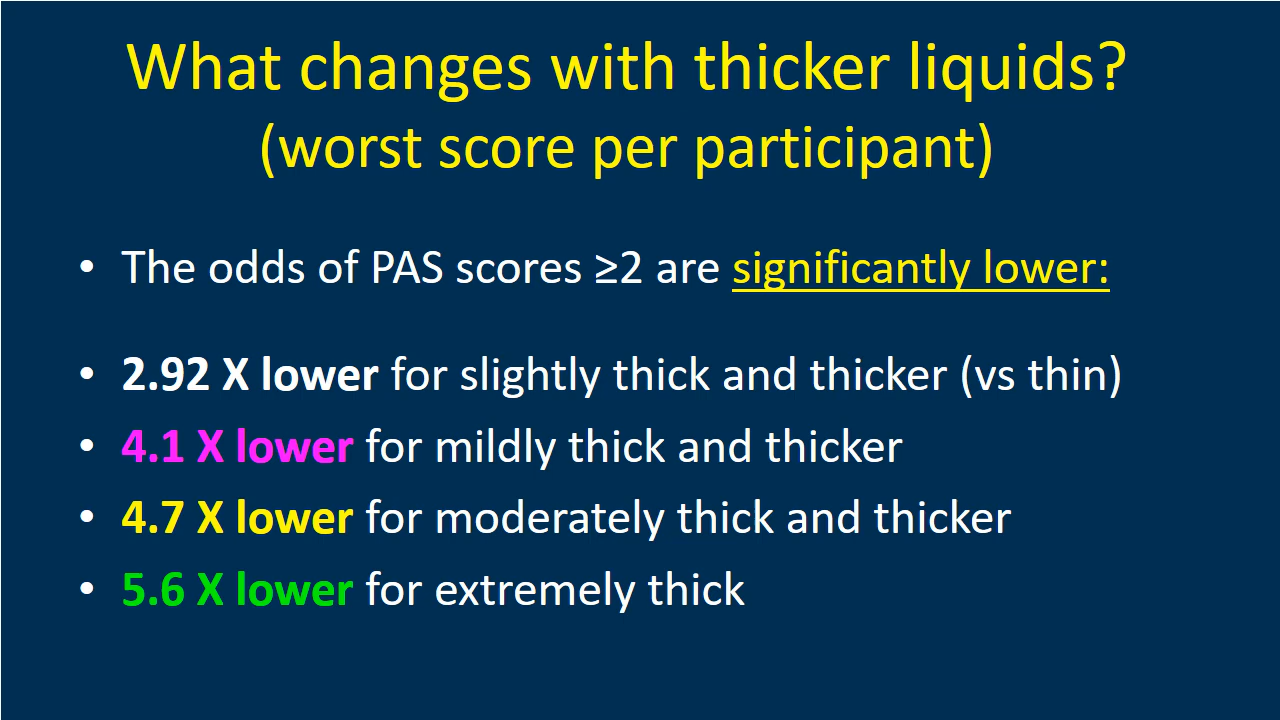 What changes with thicker liquids?
(worst score per participant)
• The odds of PAS scores ≥2 are significantly lower:
• 2.92 X lower for slightly thick and thicker (vs thin)
• 4.1 X lower for mildly thick and thicker
• 4.7 X lower for moderately thick and thicker
• 5.6 X lower for extremely thick